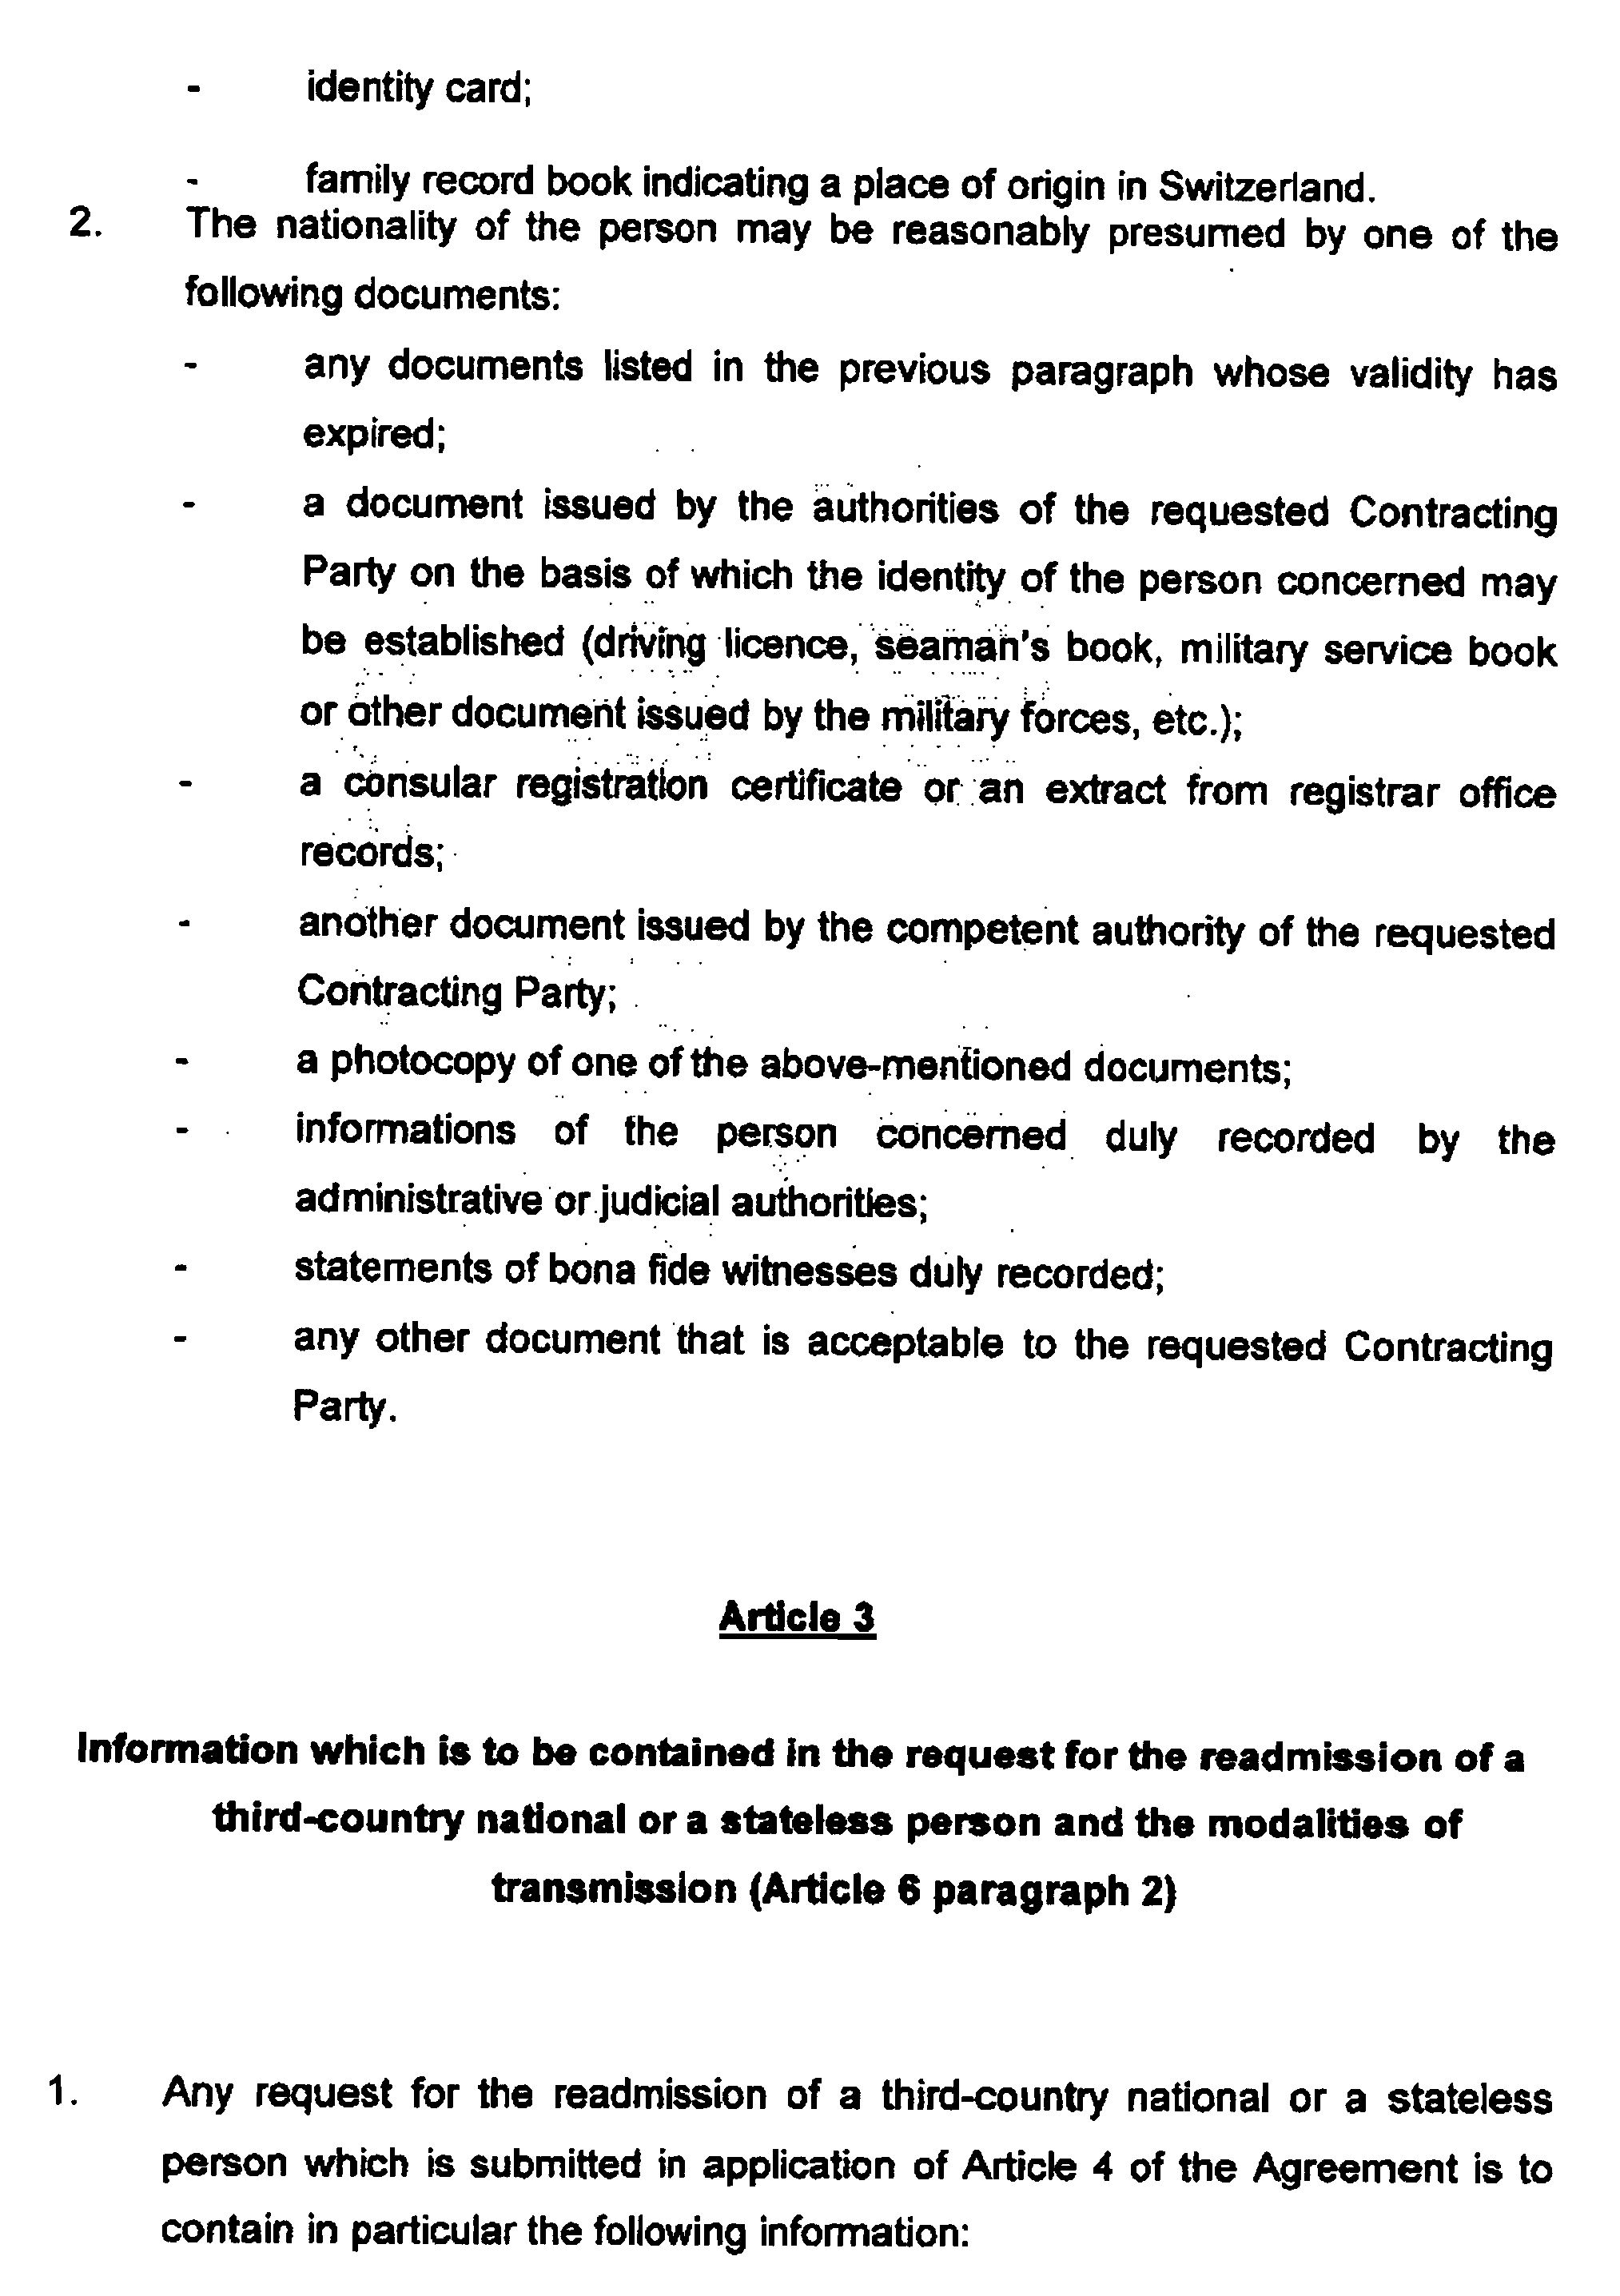 - identity card;
- family record book indicating a place of origin in Switzerland.
2. The nationality of the person may be reasonably presumed by one of the
following documents:
- any documents listed in the previous paragraph whose validity has
expired;
- a document issued by the authorities of the requested Contracting
Party on the basis of which the identity of the person concerned may
be established (driving licence, seaman's book, military service book
or other document issued by the military forces, etc.);
- a consular registration certificate or an extract from registrar office
records;
- another document issued by the competent authority of the requested
Contracting Party;
- a photocopy of one of the above-mentioned documents;
- informations of the person concerned duly recorded by the
administrative or judicial authorities;
- statements of bona fide witnesses duly recorded;
- any other document that is acceptable to the requested Contracting
Party.
Article 3
Information which is to be contained in the request for the readmission of a
third-country national or a stateless person and the modalities of
transmission (Article 6 paragraph 2)
1. Any request for the readmission of a third-country national or a stateless
person which is submitted in application of Article 4 of the Agreement is to
contain in particular the following information: